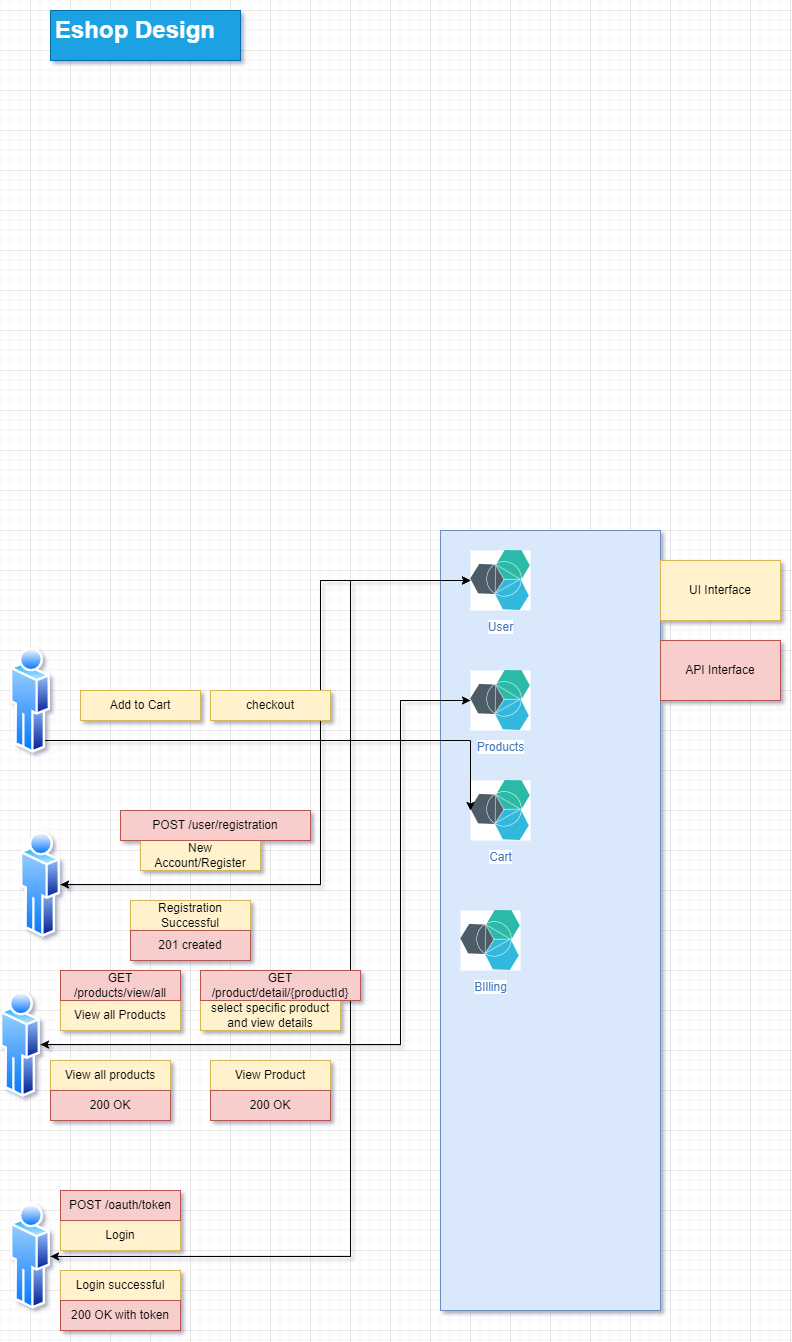 Eshop Design
User
UI Interface
API Interface
Add to Cart
checkout
Products
POST /user/registration
New
Account/Register
Cart
Registration
Successful
201 created
GET
/products/view/all
View all Products
GET
/product/detail/{productId}
select specific product
and view details
BIlling
View all products
200 OK
View Product
200 OK
POST /oauth/token
Login
Login successful
200 OK with token